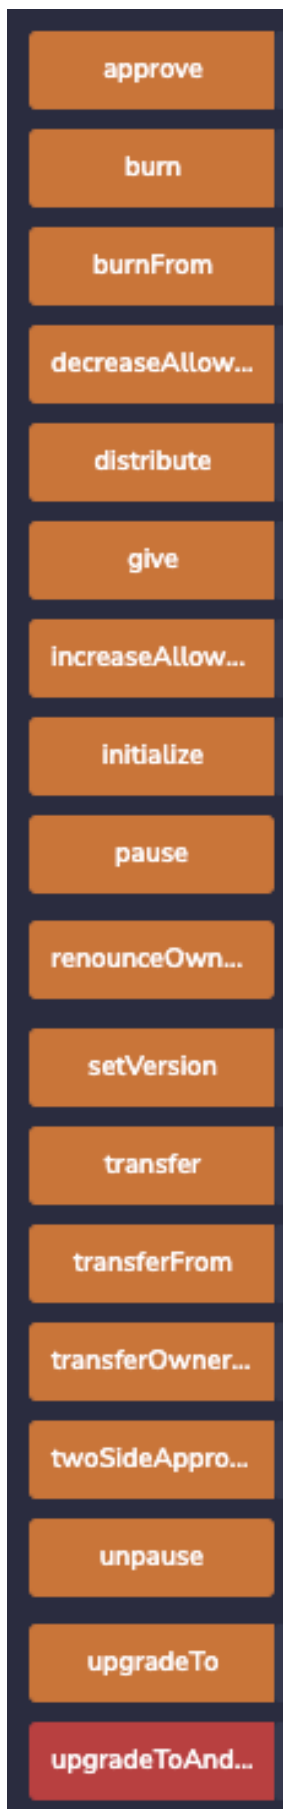 approve
burn
burnFrom
decreaseAllow...
distribute
give
increaseAllow...
initialize
pause
renounceOwn...
setVersion
transfer
transferFrom
transferOwner...
twoSideAppro...
unpause
upgradeTo
upgradeToAnd...